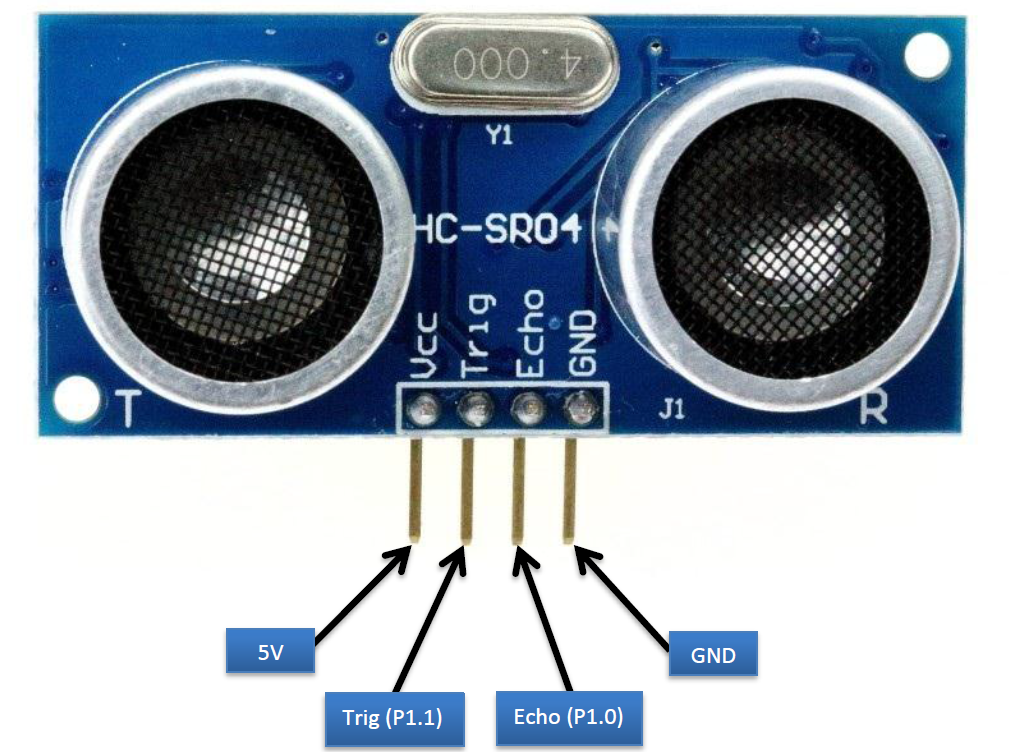 4.000
Y1
HC-SR04
Vcc
Trig
Echo
GND
T
J1
R
5V
GND
Trig (P1.1)
Echo (P1.0)